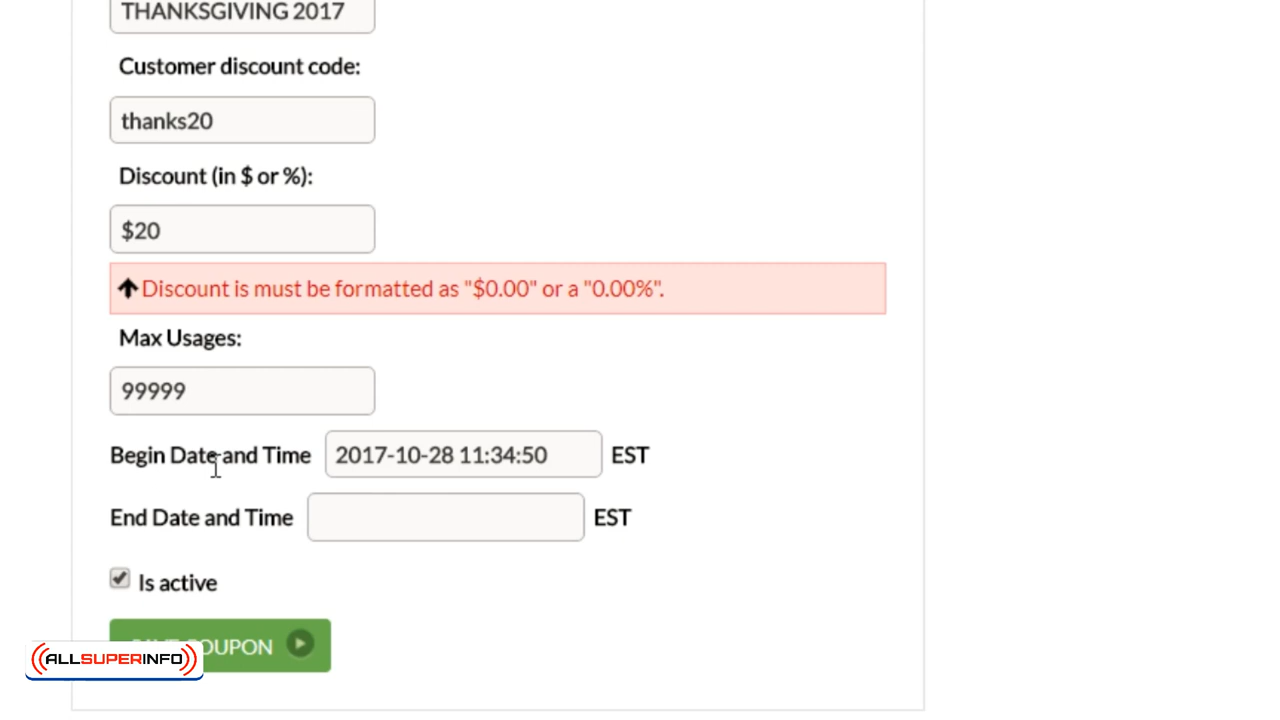 THANKSGIVING 2017
Customer discount code:
thanks20
Discount (in $ or %):
$20
Discount is must be formatted as "$0.00" or a "0.00%".
Max Usages:
99999
Begin Date and Time 2017-10-28 11:34:50 EST
End Date and Time EST
Is active
COUPON
ALLSUPERINFO